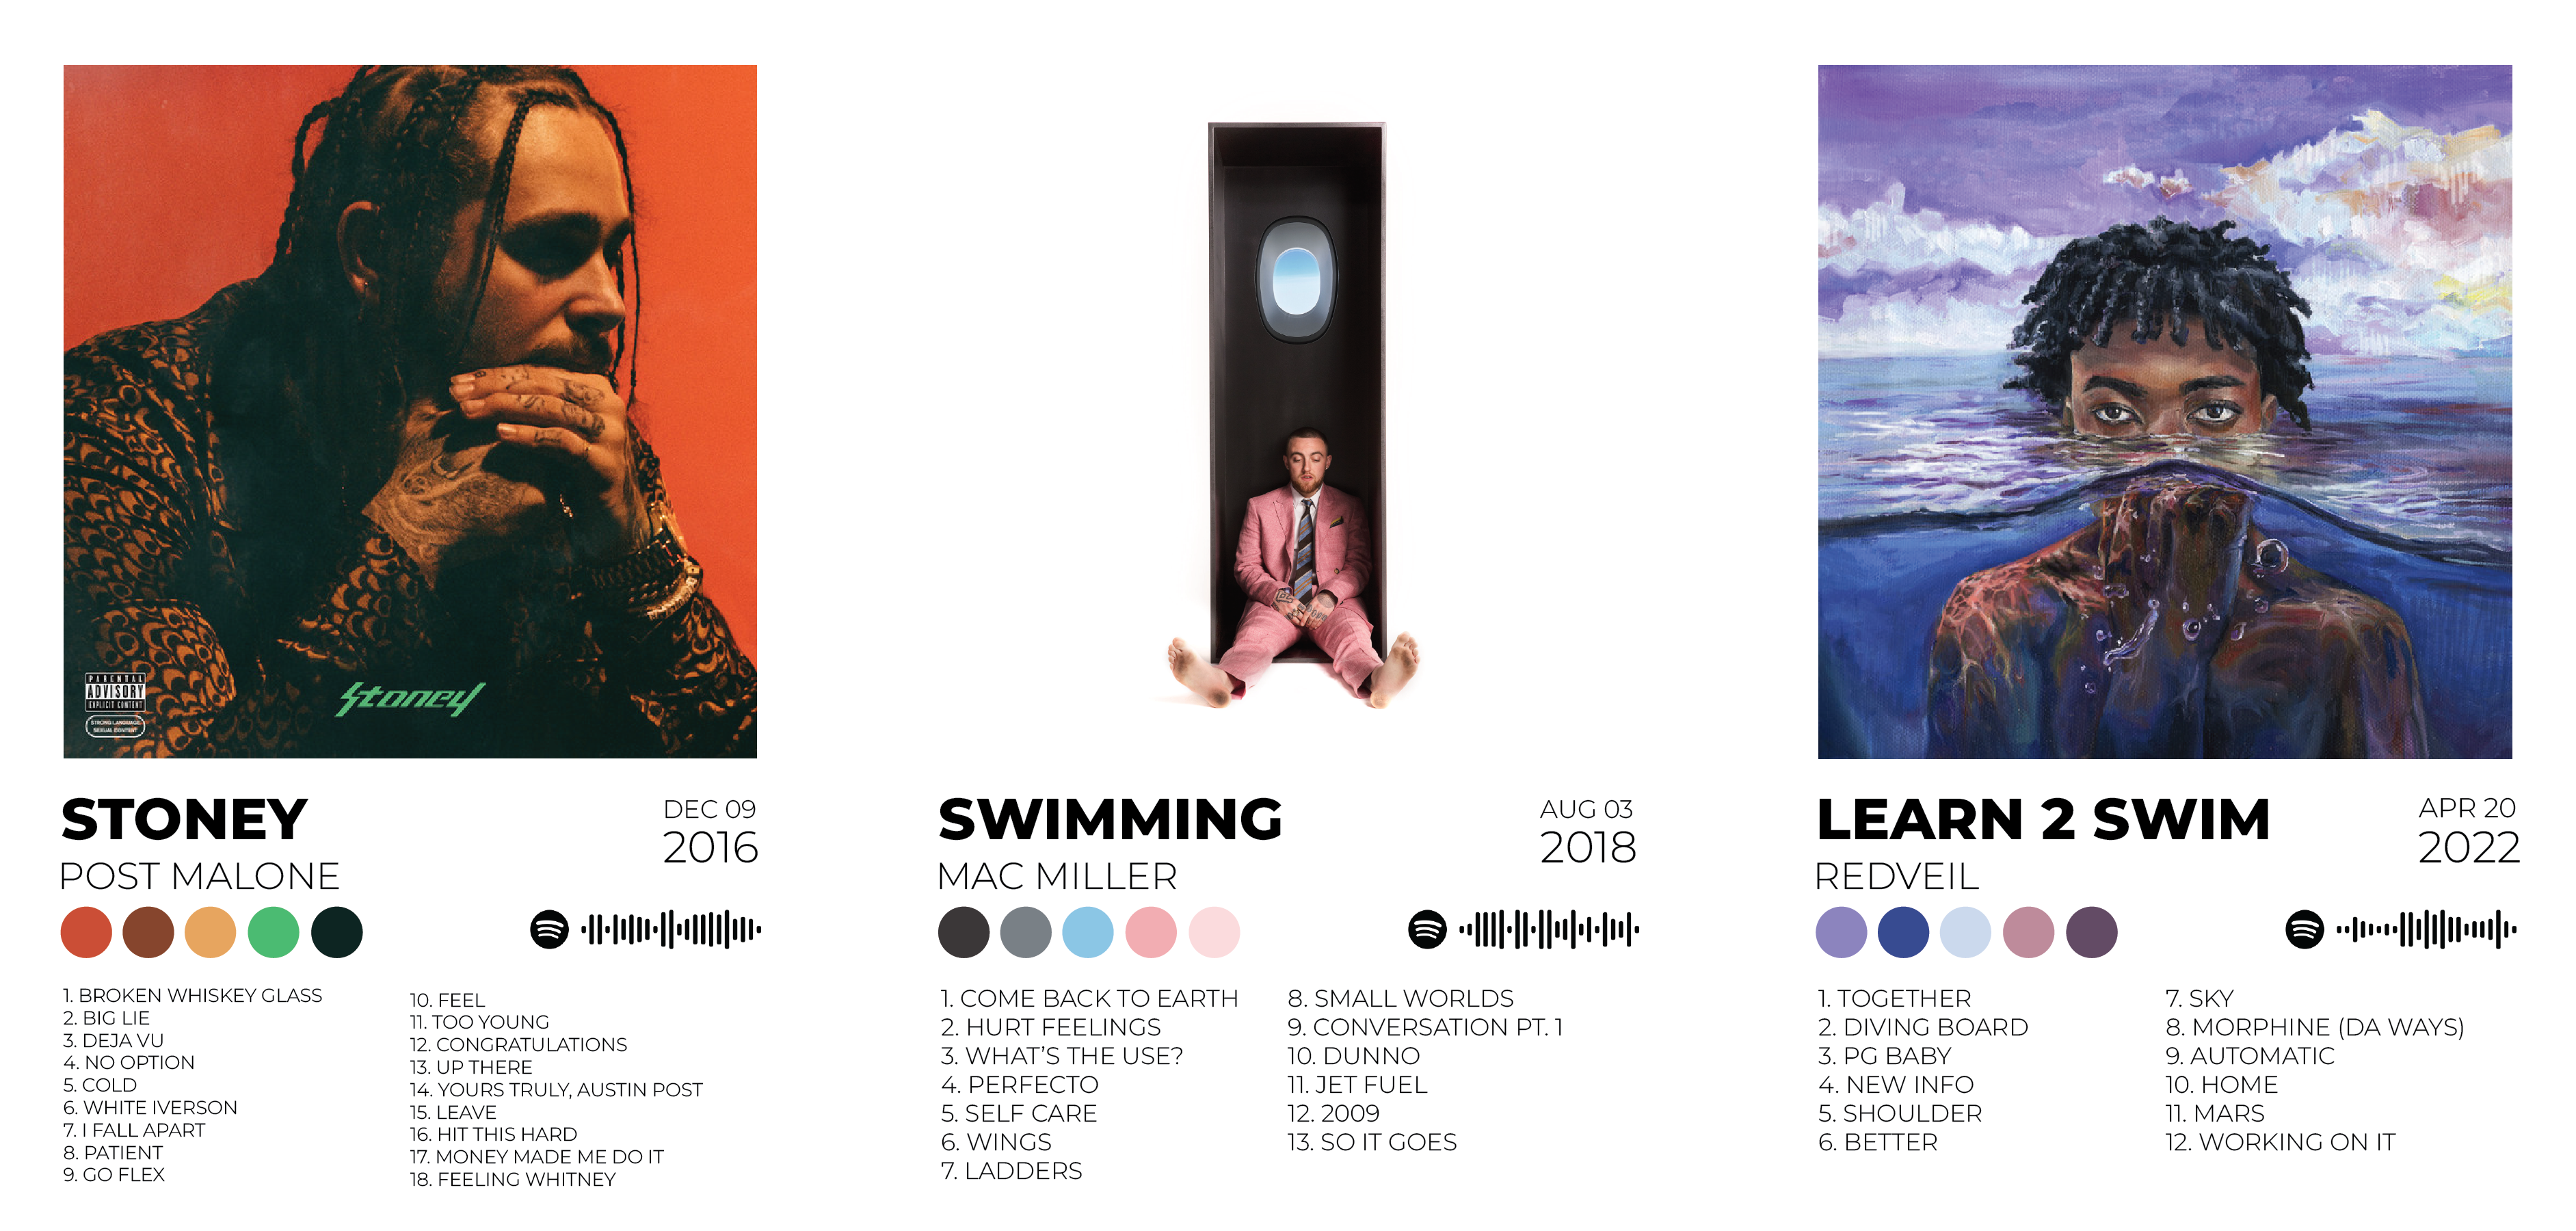 PARENTAL
ADVISORY
EXPLICIT CONTENT
STRONG LANGUAGE
SEXUAL CONTENT
Stoney
STONEY
DEC 09
2016
POST MALONE
1. BROKEN WHISKEY GLASS
2. BIG LIE
3. DEJA VU
4. NO OPTION
5. COLD
6. WHITE IVERSON
7. I FALL APART
8. PATIENT
9. GO FLEX
10. FEEL
11. TOO YOUNG
12. CONGRATULATIONS
13. UP THERE
14. YOURS TRULY, AUSTIN POST
15. LEAVE
16. HIT THIS HARD
17. MONEY MADE ME DO IT
18. FEELING WHITNEY
SWIMMING
AUG 03
2018
MAC MILLER
1. COME BACK TO EARTH
2. HURT FEELINGS
3. WHAT'S THE USE?
4. PERFECTO
5. SELF CARE
6. WINGS
7. LADDERS
8. SMALL WORLDS
9. CONVERSATION PT. 1
10. DUNNO
11. JET FUEL
12. 2009
13. SO IT GOES
LEARN 2 SWIM
APR 20
2022
REDVEIL
1. TOGETHER
2. DIVING BOARD
3. PG BABY
4. NEW INFO
5. SHOULDER
6. BETTER
7. SKY
8. MORPHINE (DA WAYS)
9. AUTOMATIC
10. HOME
11. MARS
12. WORKING ON IT